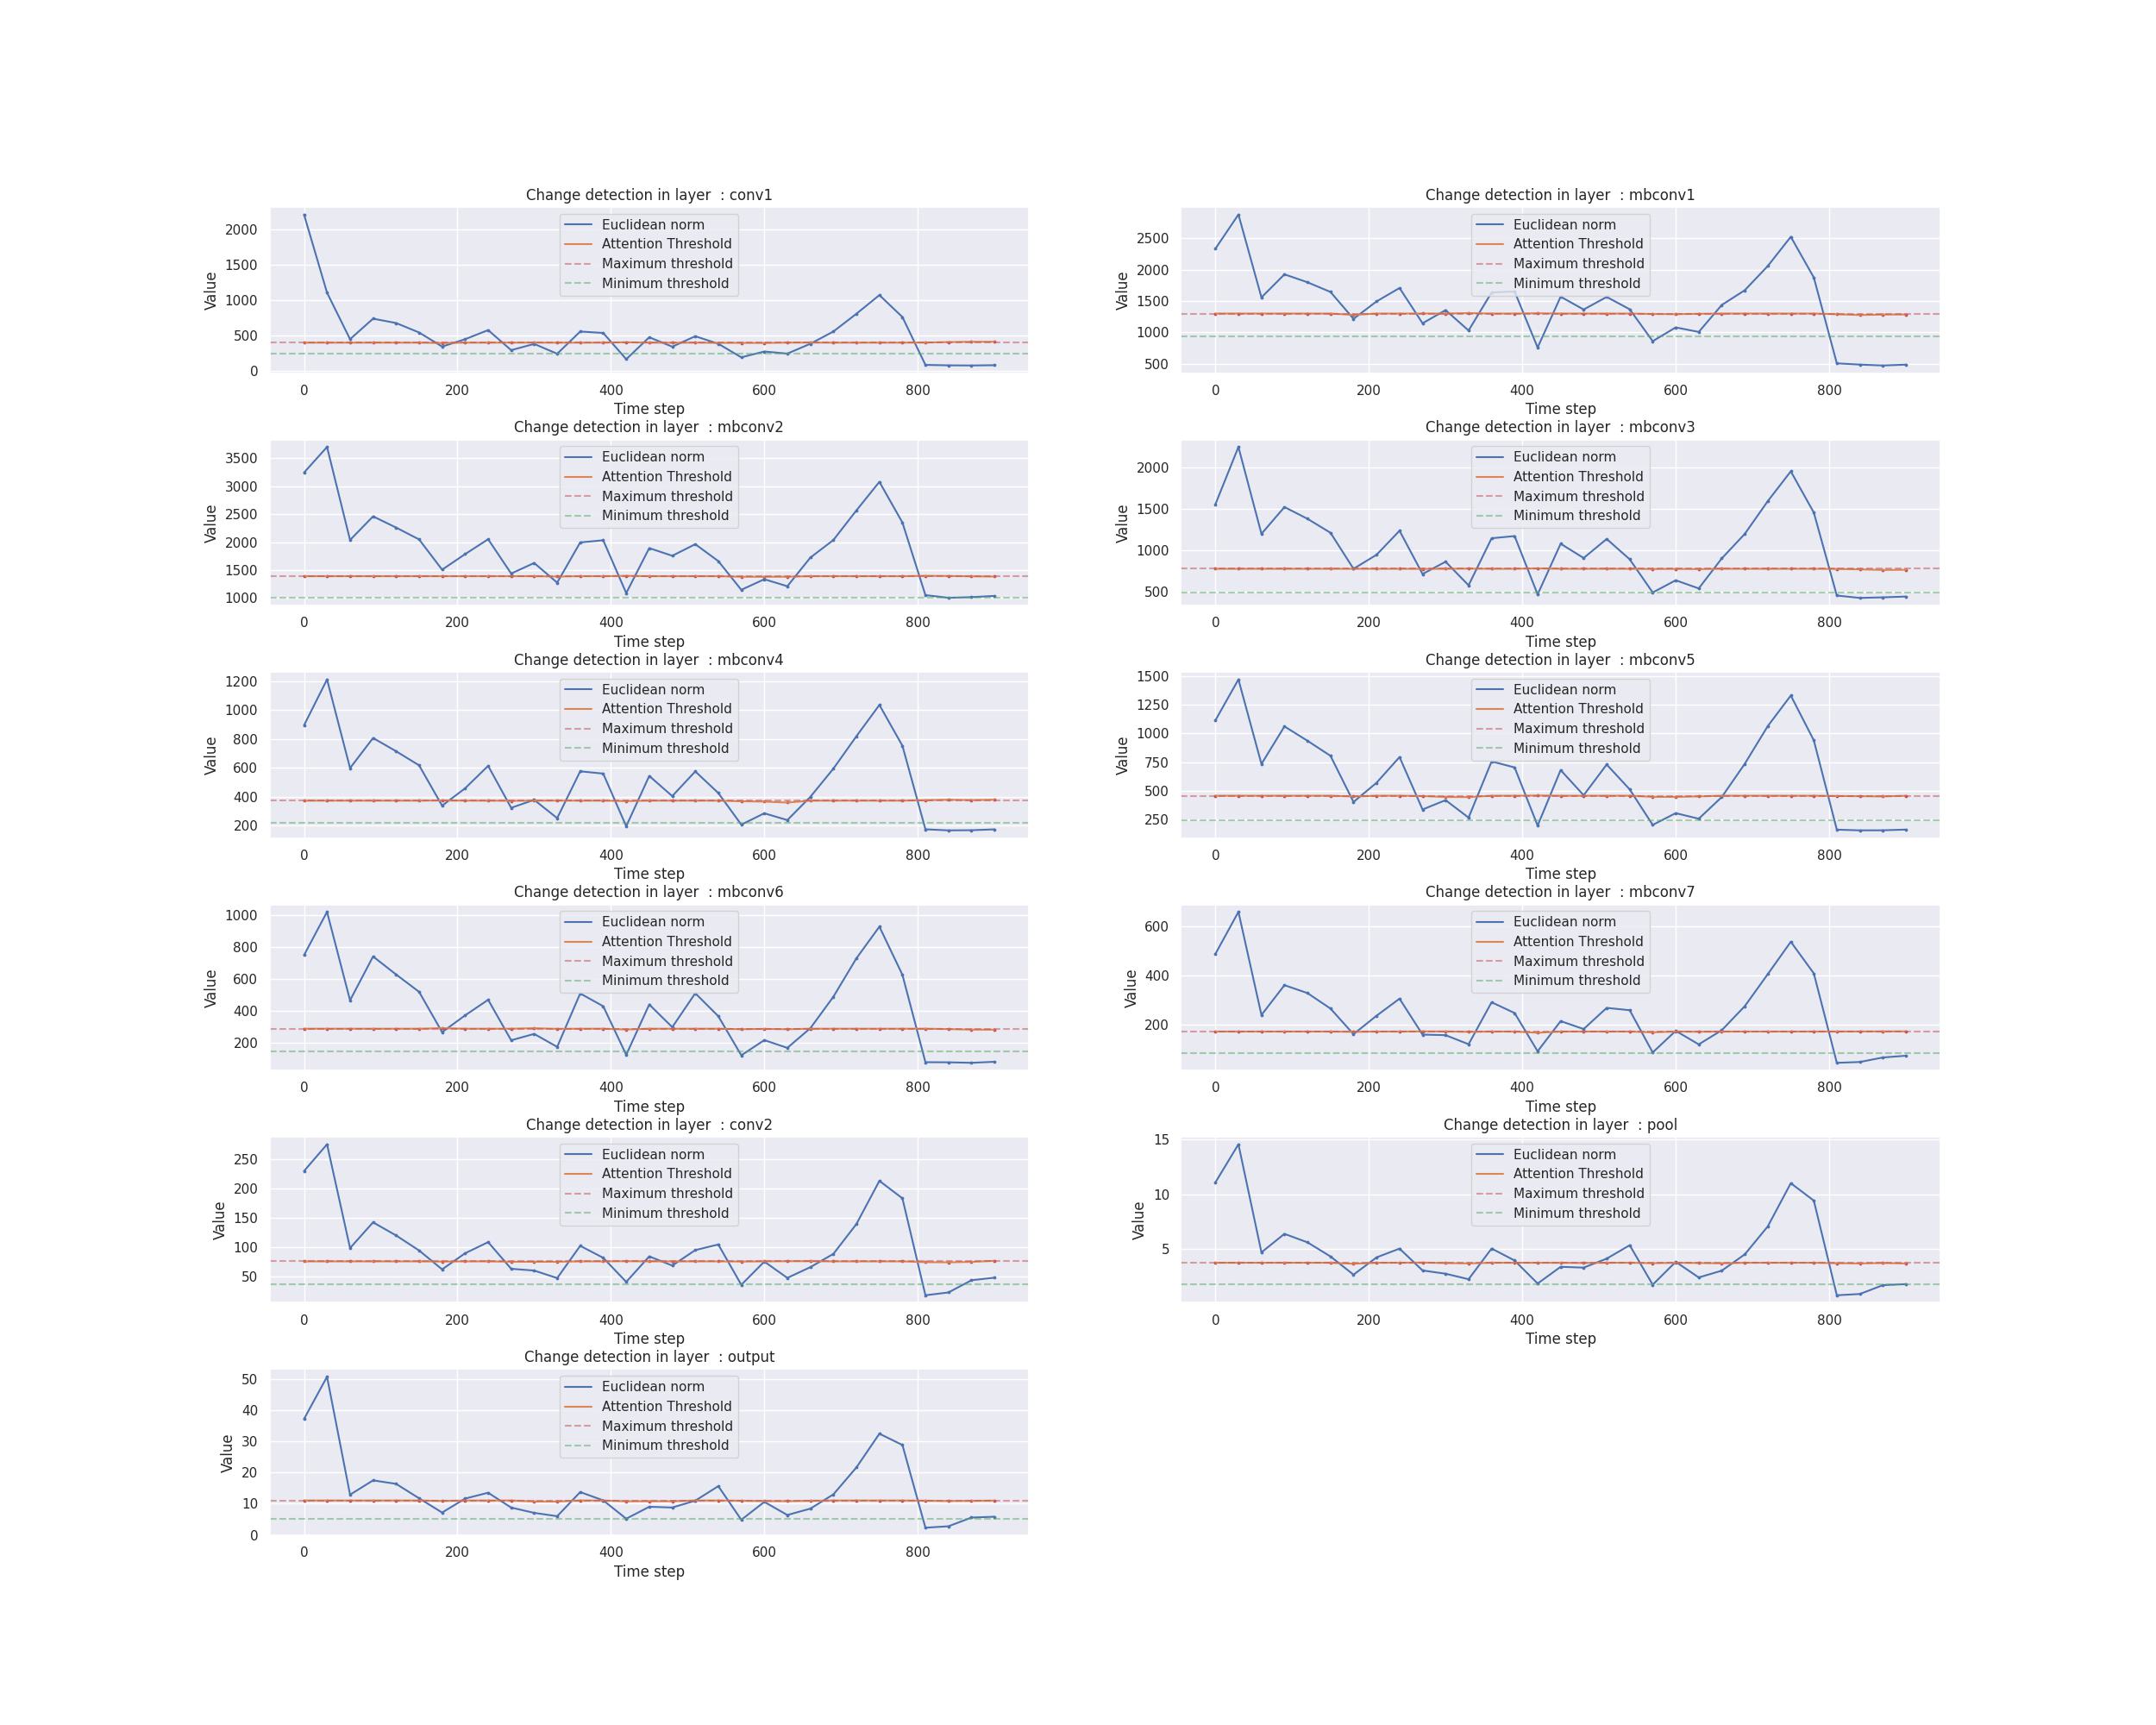 Change detection in layer  : conv1
Value
2000
1500
1000
500
0
Euclidean norm
Attention Threshold
Maximum threshold
Minimum threshold
0 200 400 600 800
Time step
Change detection in layer  : mbconv1
Value
2500
2000
1500
1000
500
Euclidean norm
Attention Threshold
Maximum threshold
Minimum threshold
0 200 400 600 800
Time step
Change detection in layer  : mbconv2
Value
3500
3000
2500
2000
1500
1000
Euclidean norm
Attention Threshold
Maximum threshold
Minimum threshold
0 200 400 600 800
Time step
Change detection in layer  : mbconv3
Value
2000
1500
1000
500
Euclidean norm
Attention Threshold
Maximum threshold
Minimum threshold
0 200 400 600 800
Time step
Change detection in layer  : mbconv4
Value
1200
1000
800
600
400
200
Euclidean norm
Attention Threshold
Maximum threshold
Minimum threshold
0 200 400 600 800
Time step
Change detection in layer  : mbconv5
Value
1500
1250
1000
750
500
250
Euclidean norm
Attention Threshold
Maximum threshold
Minimum threshold
0 200 400 600 800
Time step
Change detection in layer  : mbconv6
Value
1000
800
600
400
200
Euclidean norm
Attention Threshold
Maximum threshold
Minimum threshold
0 200 400 600 800
Time step
Change detection in layer  : mbconv7
Value
600
400
200
Euclidean norm
Attention Threshold
Maximum threshold
Minimum threshold
0 200 400 600 800
Time step
Change detection in layer  : conv2
Value
250
200
150
100
50
Euclidean norm
Attention Threshold
Maximum threshold
Minimum threshold
0 200 400 600 800
Time step
Change detection in layer  : pool
Value
15
10
5
Euclidean norm
Attention Threshold
Maximum threshold
Minimum threshold
0 200 400 600 800
Time step
Change detection in layer  : output
Value
50
40
30
20
10
0
Euclidean norm
Attention Threshold
Maximum threshold
Minimum threshold
0 200 400 600 800
Time step